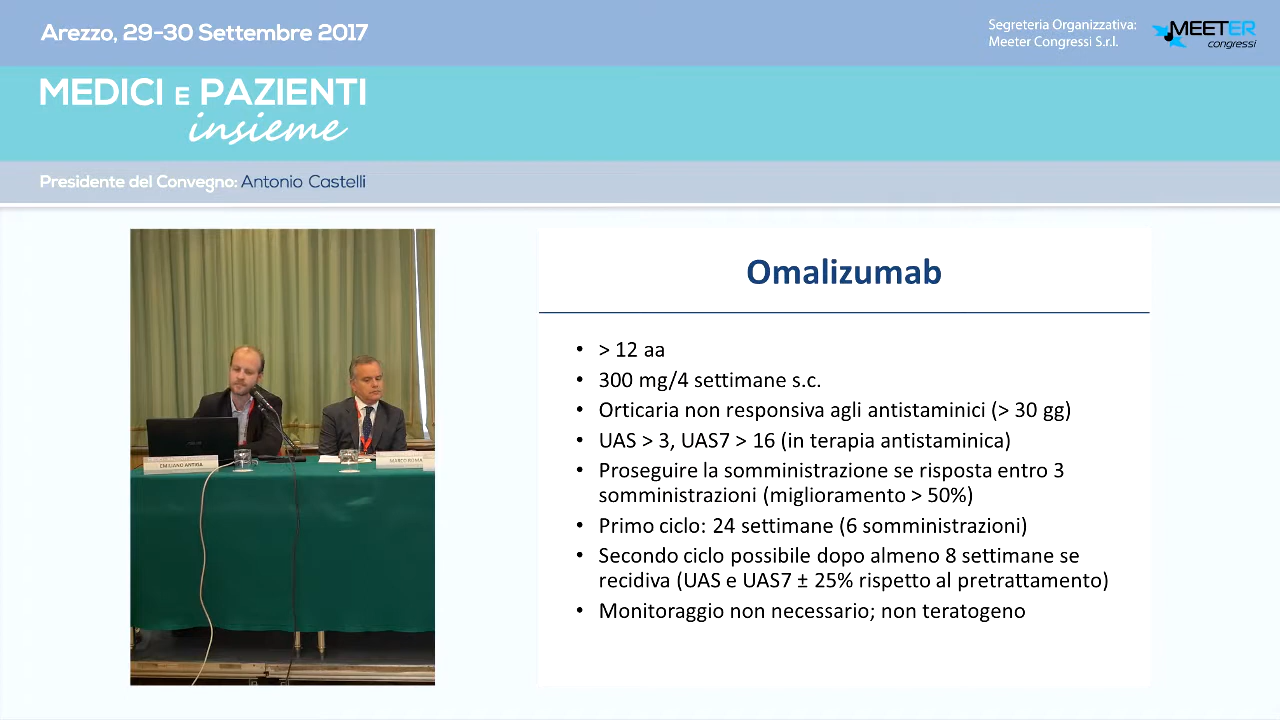 Arezzo, 29-30 Settembre 2017
Segreteria Organizzativa:
Meeter Congressi S.r.l.
MEETER
congressi
MEDICI E PAZIENTI
insieme
Presidente del Convegno: Antonio Castelli
EMILIANO ANTIGA
MARCO ROMA
Omalizumab
• > 12 aa
• 300 mg/4 settimane s.c.
• Orticaria non responsiva agli antistaminici (> 30 gg)
• UAS > 3, UAS7 > 16 (in terapia antistaminica)
• Proseguire la somministrazione se risposta entro 3
somministrazioni (miglioramento > 50%)
• Primo ciclo: 24 settimane (6 somministrazioni)
• Secondo ciclo possibile dopo almeno 8 settimane se
recidiva (UAS e UAS7 ± 25% rispetto al pretrattamento)
• Monitoraggio non necessario; non teratogeno